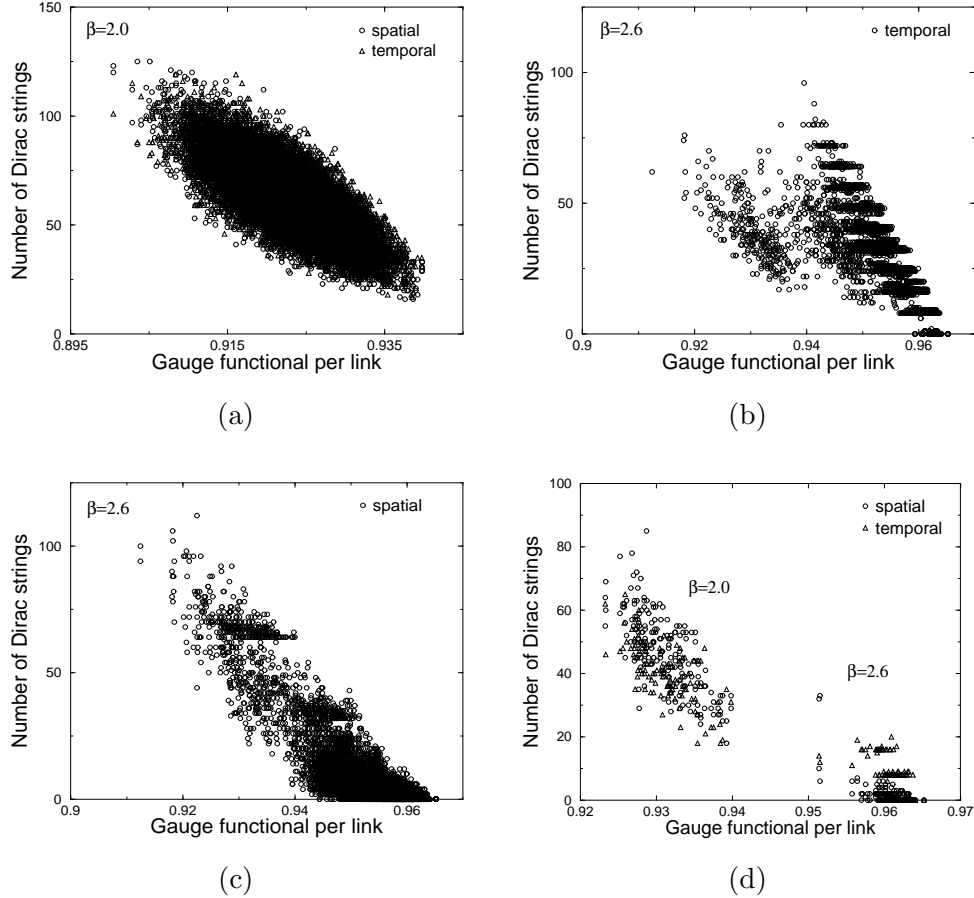 β=2.0
spatial
temporal
Number of Dirac strings
150
100
50
0
0.895
0.915
0.935
Gauge functional per link
(a)
β=2.6
temporal
Number of Dirac strings
100
50
0
0.9
0.92
0.94
0.96
Gauge functional per link
(b)
β=2.6
spatial
Number of Dirac strings
100
50
0
0.9
0.92
0.94
0.96
Gauge functional per link
(c)
spatial
temporal
β=2.0
β=2.6
Number of Dirac strings
100
80
60
40
20
0
0.92
0.93
0.94
0.95
0.96
0.97
Gauge functional per link
(d)